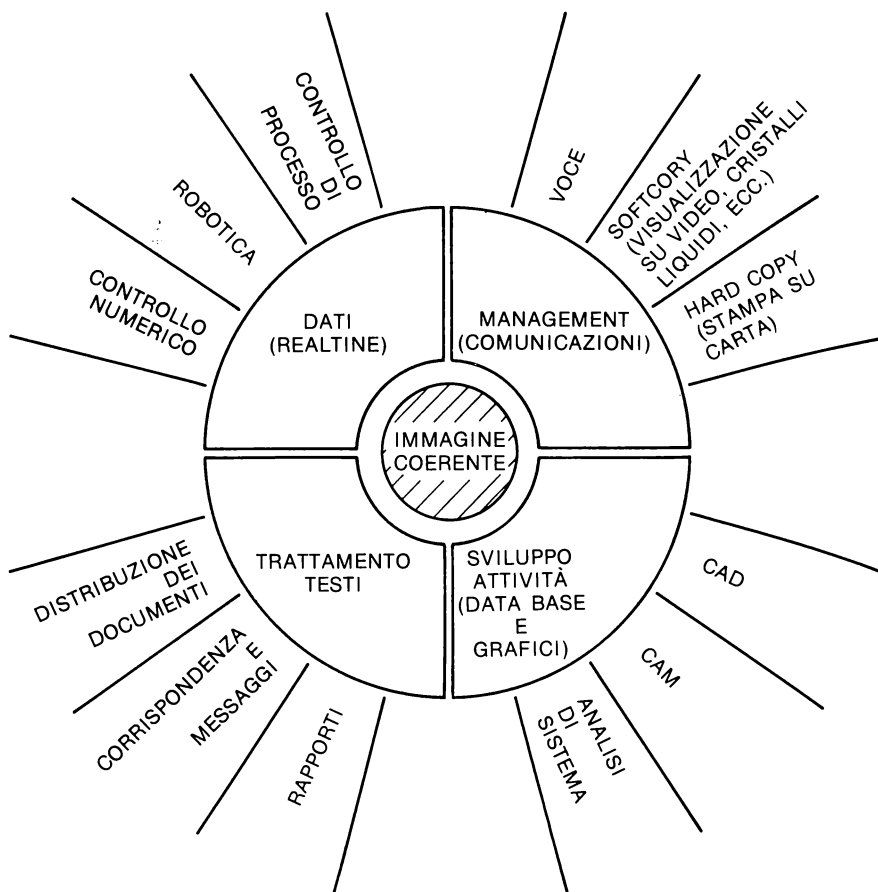 CONTROLLO
DI
PROCESSO
ROBOTICA
CONTROLLO
NUMERICO
VOCE
SOFTCORY
(VISUALIZZAZIONE
SU VIDEO, CRISTALLI
LIQUIDI, ECC.)
HARD COPY
(STAMPA SU
CARTA)
DATI
(REALTINE)
MANAGEMENT
(COMUNICAZIONI)
IMMAGINE
COERENTE
TRATTAMENTO
TESTI
SVILUPPO
ATTIVITÀ
(DATA BASE
E
GRAFICI)
DISTRIBUZIONE
DEI
DOCUMENTI
CORRISPONDENZA
E
MESSAGGI
RAPPORTI
CAD
CAM
ANALISI
DI
SISTEMA